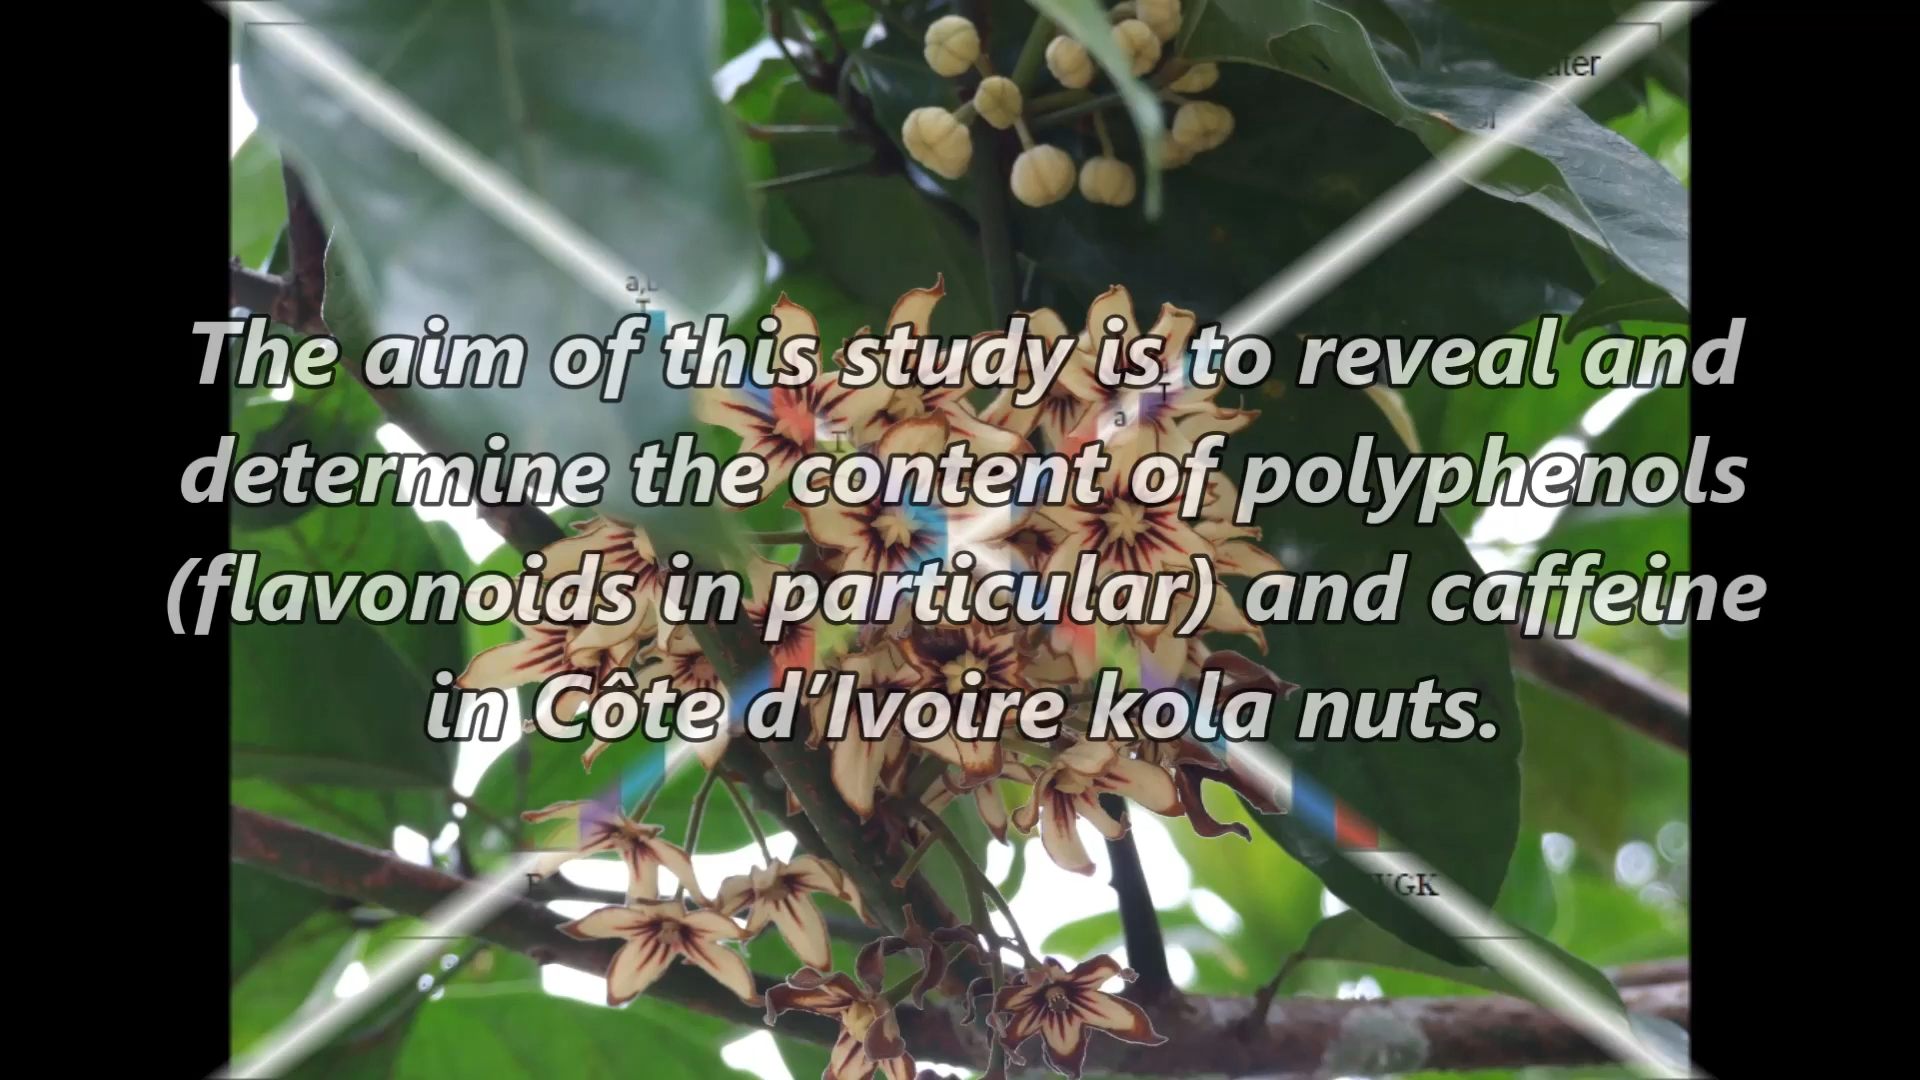 The aim of this study is to reveal and
determine the content of polyphenols
(flavonoids in particular) and caffeine
in Côte d'Ivoire kola nuts.